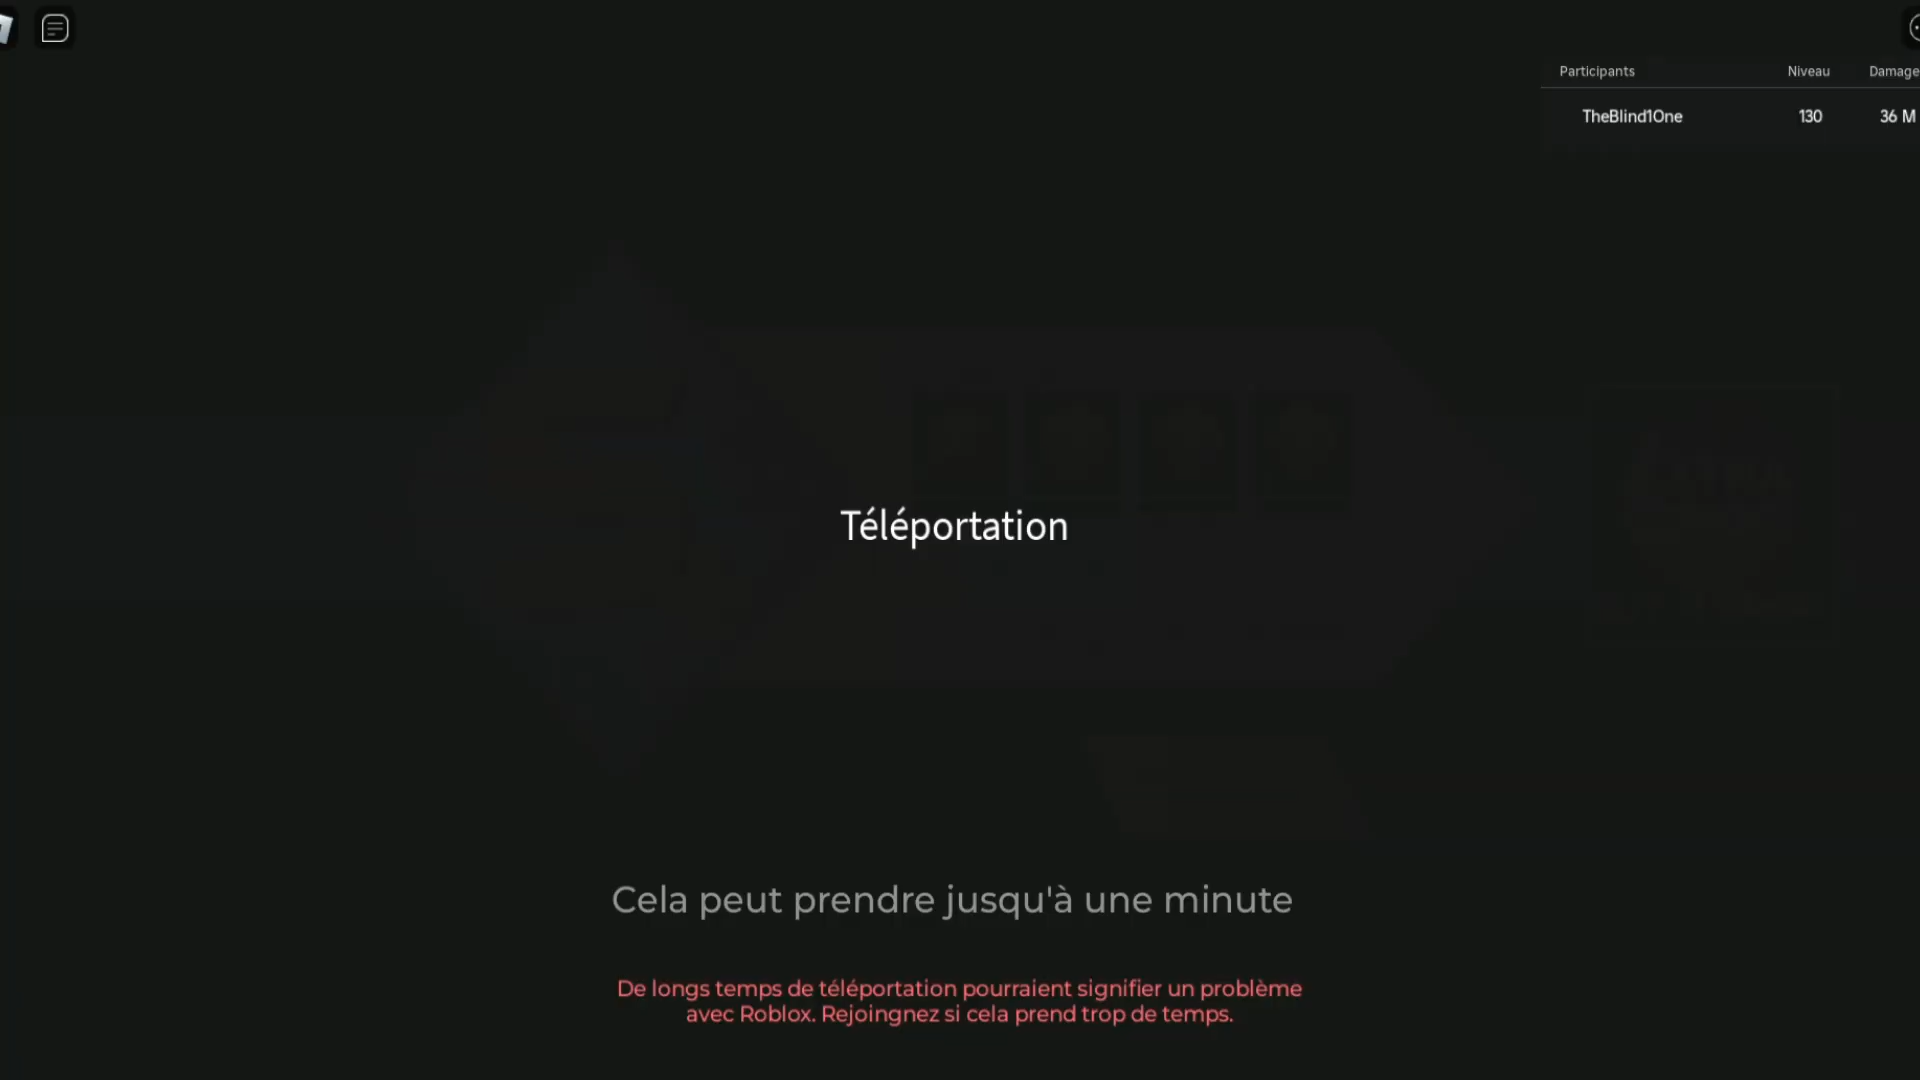 Participants Niveau Damage
TheBlind1One 130 36 M
Téléportation
Cela peut prendre jusqu'à une minute
De longs temps de téléportation pourraient signifier un problème
avec Roblox. Rejoingnez si cela prend trop de temps.